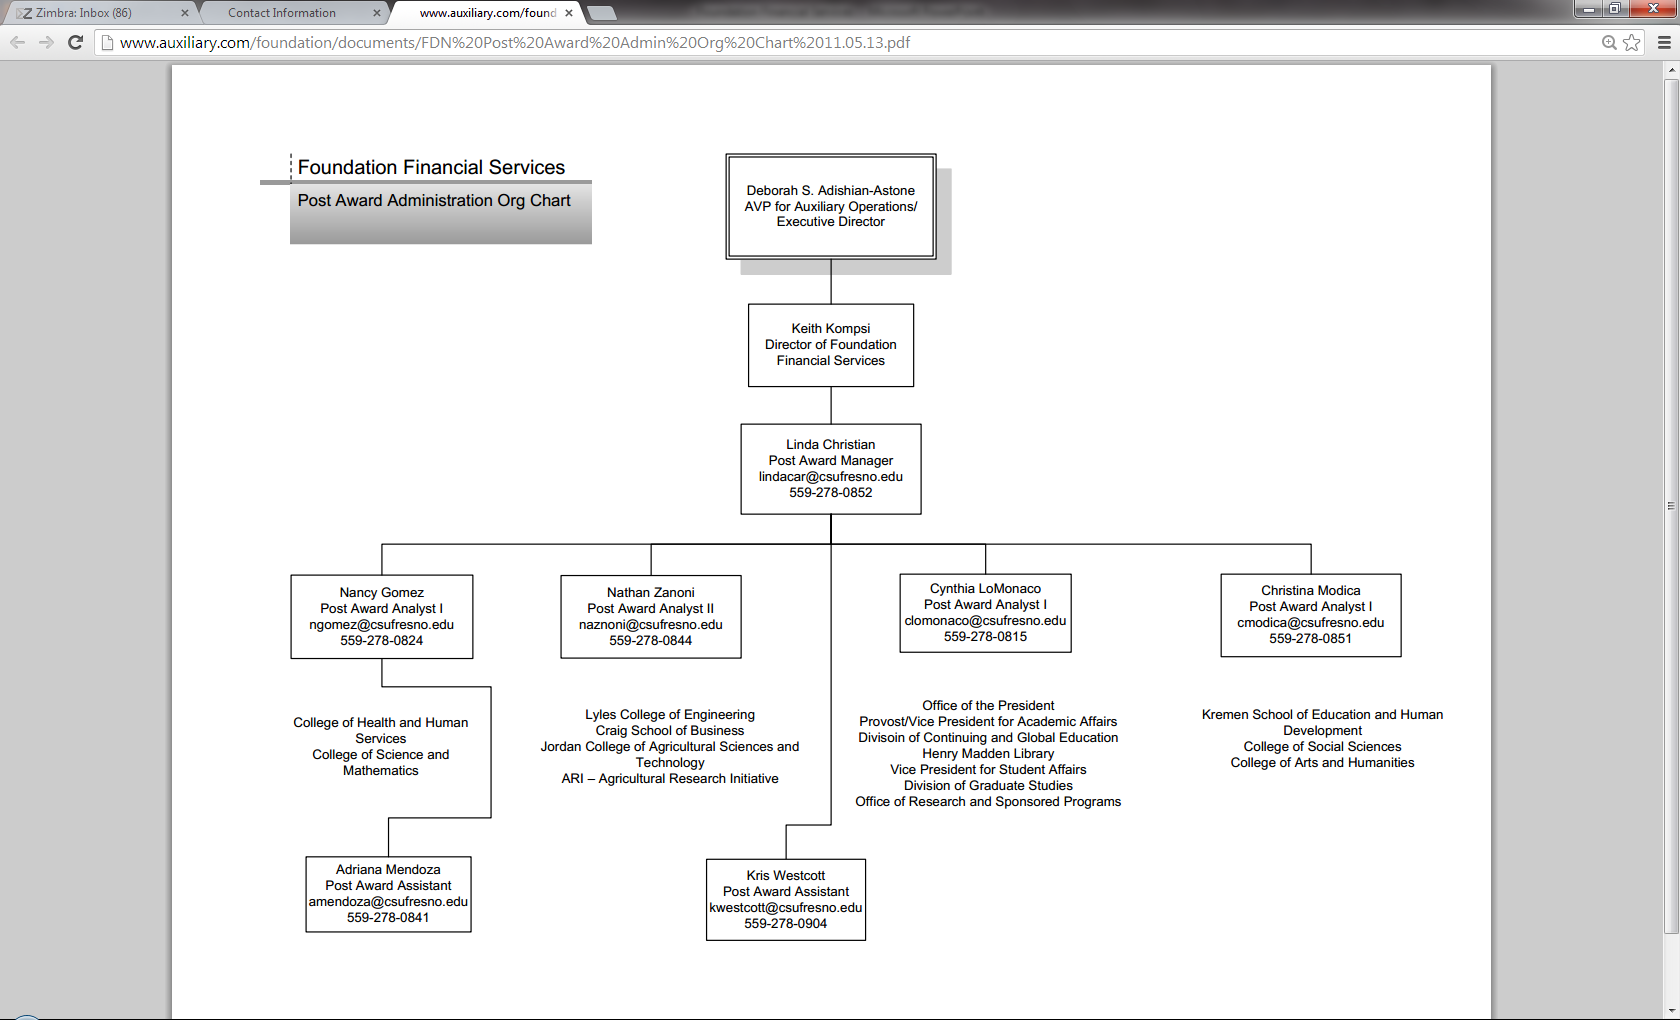 Zimbra: Inbox (86)
Contact Information
www.auxiliary.com/found
www.auxiliary.com/foundation/documents/FDN%20Post%20Award%20Admin%20Org%20Chart%2011.05.13.pdf
Foundation Financial Services
Post Award Administration Org Chart
Deborah S. Adishian-Astone
AVP for Auxiliary Operations/
Executive Director
Keith Kompsi
Director of Foundation
Financial Services
Linda Christian
Post Award Manager
lindacar@csufresno.edu
559-278-0852
Nancy Gomez
Post Award Analyst I
ngomez@csufresno.edu
559-278-0824
Nathan Zanoni
Post Award Analyst II
naznoni@csufresno.edu
559-278-0844
Cynthia LoMonaco
Post Award Analyst I
clomonaco@csufresno.edu
559-278-0815
Christina Modica
Post Award Analyst I
cmodica@csufresno.edu
559-278-0851
College of Health and Human
Services
College of Science and
Mathematics
Lyles College of Engineering
Craig School of Business
Jordan College of Agricultural Sciences and
Technology
ARI – Agricultural Research Initiative
Office of the President
Provost/Vice President for Academic Affairs
Divisoin of Continuing and Global Education
Henry Madden Library
Vice President for Student Affairs
Division of Graduate Studies
Office of Research and Sponsored Programs
Kremen School of Education and Human
Development
College of Social Sciences
College of Arts and Humanities
Adriana Mendoza
Post Award Assistant
amendoza@csufresno.edu
559-278-0841
Kris Westcott
Post Award Assistant
kwestcott@csufresno.edu
559-278-0904